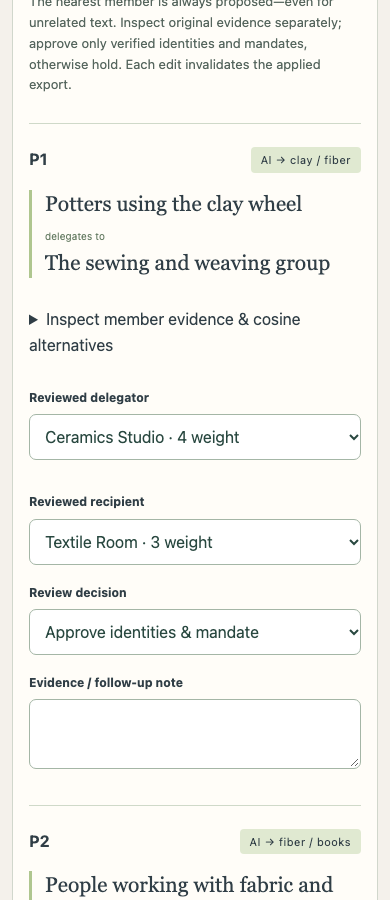 The nearest member is always proposed—even for
unrelated text. Inspect original evidence separately;
approve only verified identities and mandates,
otherwise hold. Each edit invalidates the applied
export.
P1
AI → clay / fiber
Potters using the clay wheel
delegates to
The sewing and weaving group
▶ Inspect member evidence & cosine
alternatives
Reviewed delegator
Ceramics Studio · 4 weight
Reviewed recipient
Textile Room · 3 weight
Review decision
Approve identities & mandate
Evidence / follow-up note
P2
AI → fiber / books
People working with fabric and